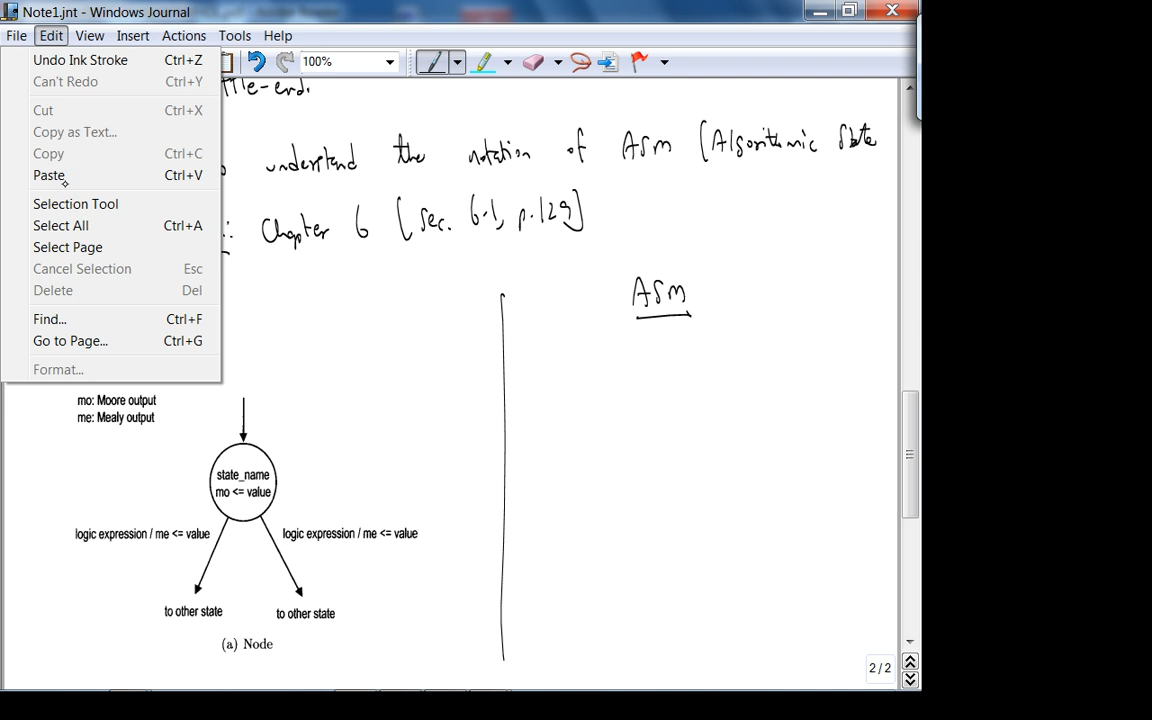 Note1.jnt - Windows Journal
File Edit View Insert Actions Tools Help
Undo Ink Stroke Ctrl+Z
Can't Redo Ctrl+Y
Cut Ctrl+X
Copy as Text...
Copy Ctrl+C
Paste Ctrl+V
Selection Tool
Select All Ctrl+A
Select Page
Cancel Selection Esc
Delete Del
Find... Ctrl+F
Go to Page... Ctrl+G
Format...
100%
ttle-end.
understand the notation of ASM (Algorithmic State
: Chapter 6 [sec. 6.1, p.129]
ASM
mo: Moore output
me: Mealy output
state_name
mo <= value
logic expression / me <= value
logic expression / me <= value
to other state
to other state
(a) Node
2/2